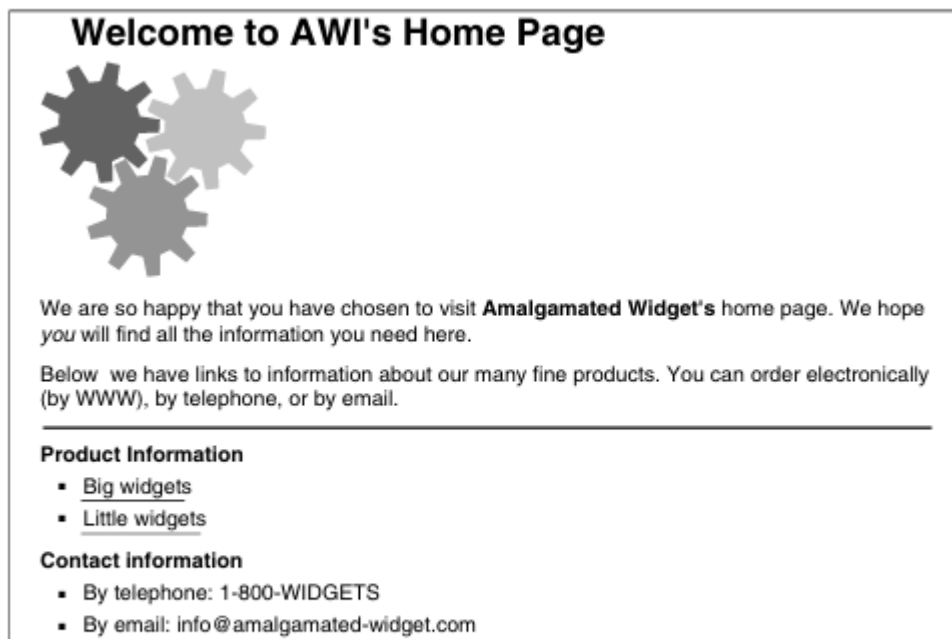 Welcome to AWI's Home Page
We are so happy that you have chosen to visit Amalgamated Widget's home page. We hope
you will find all the information you need here.
Below we have links to information about our many fine products. You can order electronically
(by WWW), by telephone, or by email.
Product Information
▪ Big widgets
▪ Little widgets
Contact information
▪ By telephone: 1-800-WIDGETS
▪ By email: info@amalgamated-widget.com